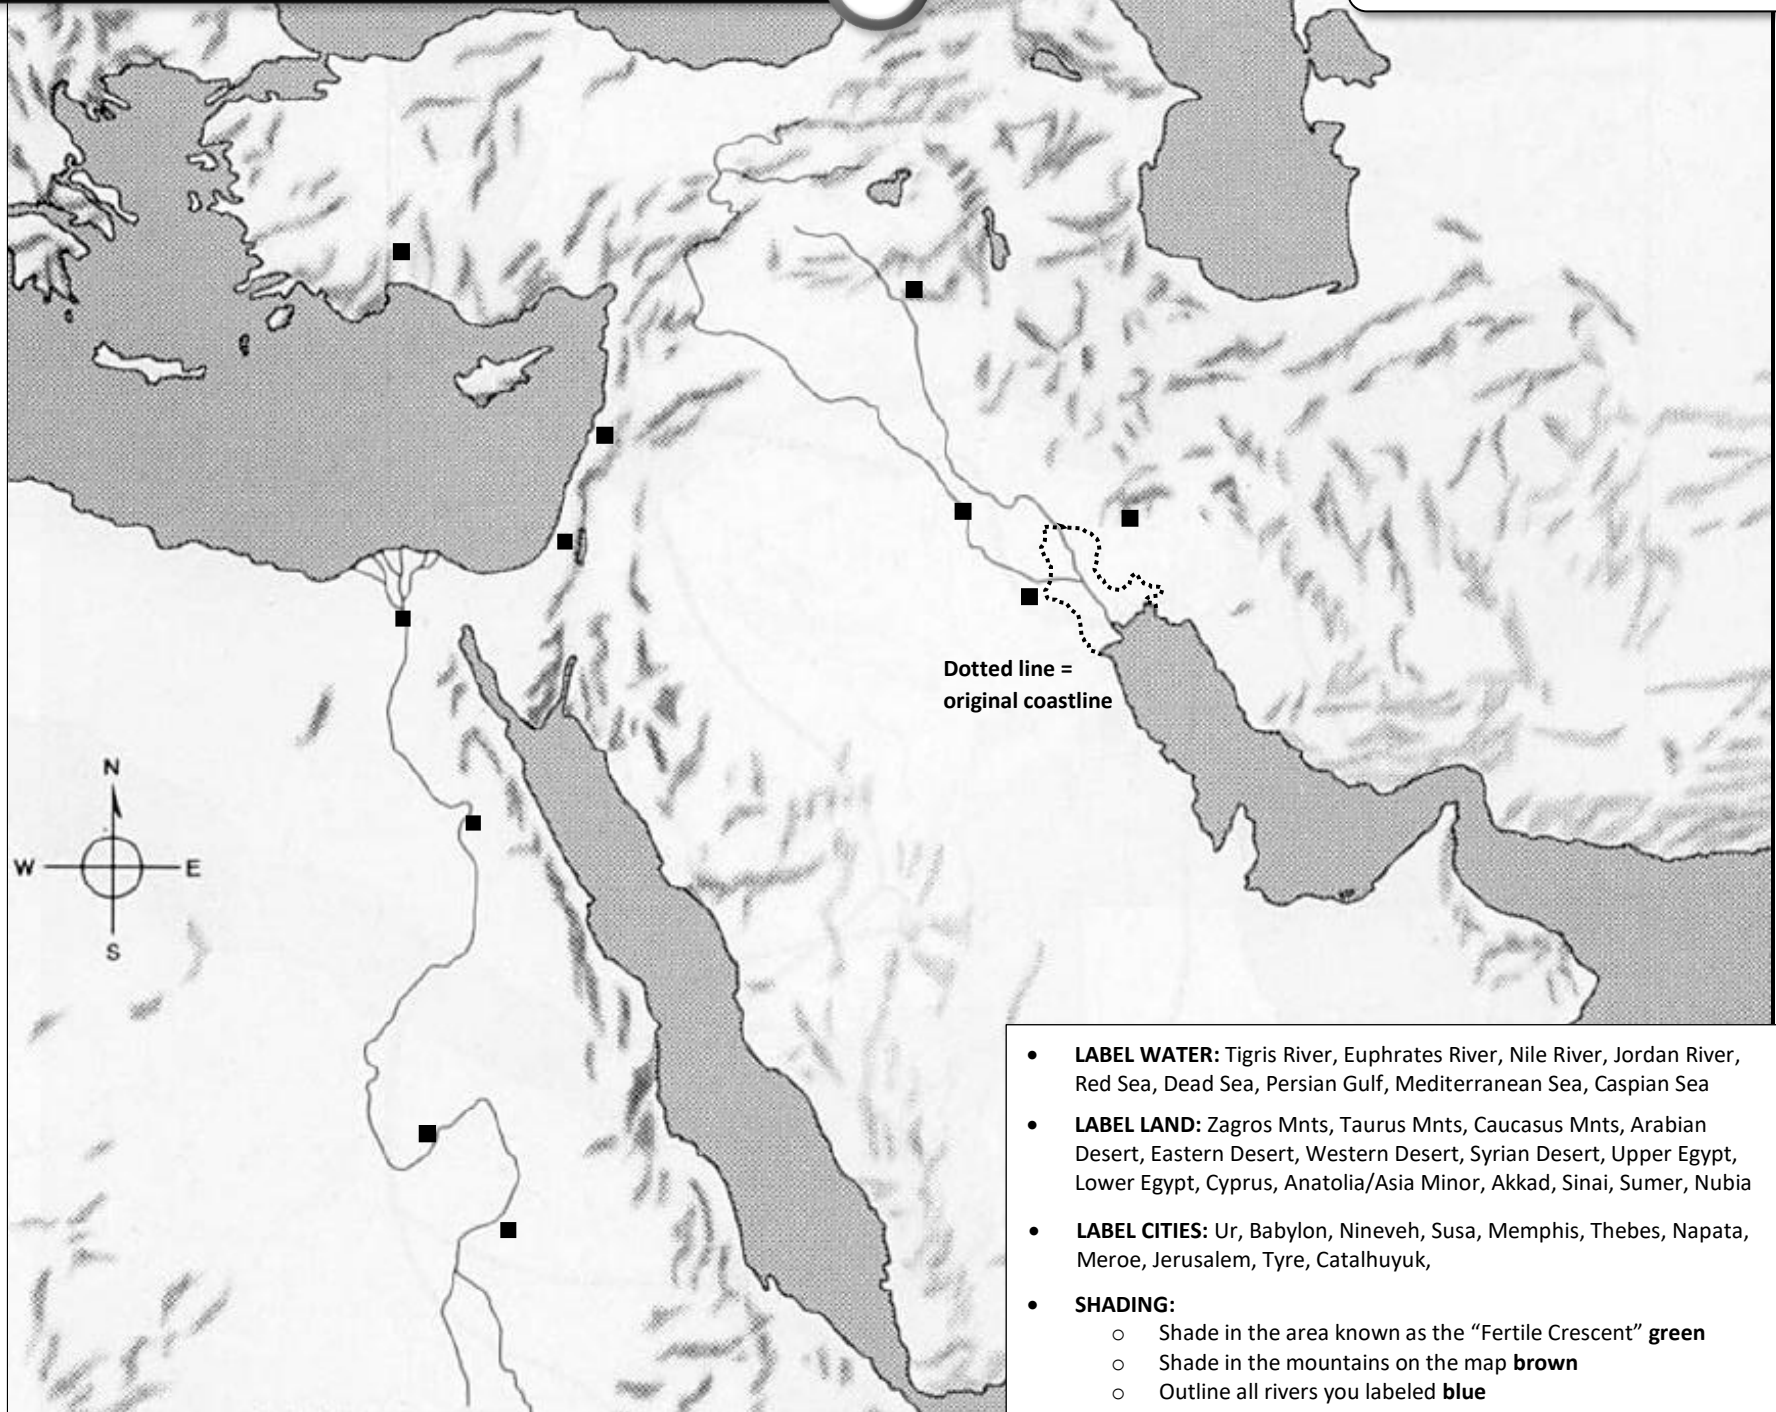 Dotted line =
original coastline
N
W E
S
• LABEL WATER: Tigris River, Euphrates River, Nile River, Jordan River,
Red Sea, Dead Sea, Persian Gulf, Mediterranean Sea, Caspian Sea
• LABEL LAND: Zagros Mnts, Taurus Mnts, Caucasus Mnts, Arabian
Desert, Eastern Desert, Western Desert, Syrian Desert, Upper Egypt,
Lower Egypt, Cyprus, Anatolia/Asia Minor, Akkad, Sinai, Sumer, Nubia
• LABEL CITIES: Ur, Babylon, Nineveh, Susa, Memphis, Thebes, Napata,
Meroe, Jerusalem, Tyre, Catalhuyuk,
• SHADING:
o Shade in the area known as the “Fertile Crescent” green
o Shade in the mountains on the map brown
o Outline all rivers you labeled blue